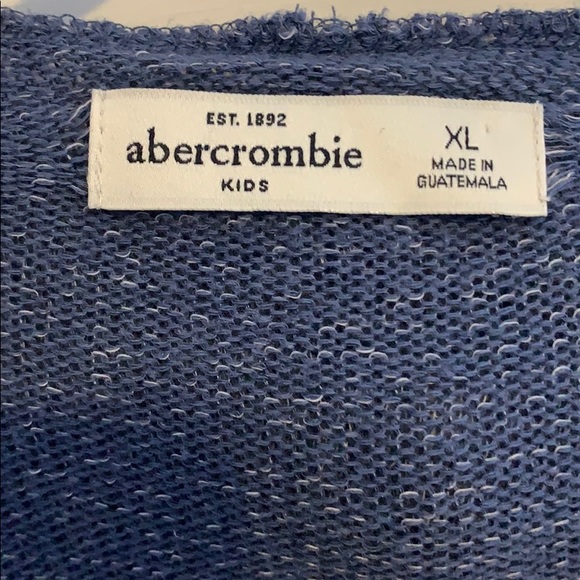 EST. 1892
abercrombie
KIDS
XL
MADE IN
GUATEMALA